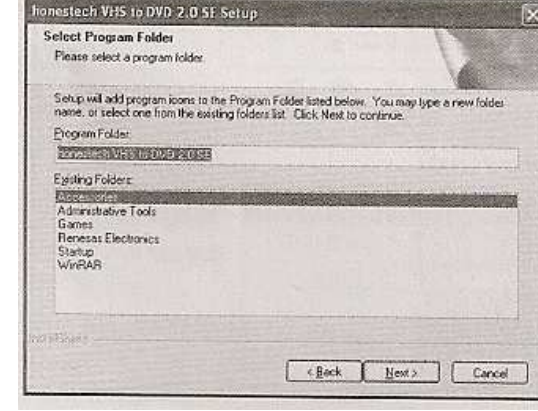 honestech VHS to DVD 2.0 SE Setup
Select Program Folder
Please select a program folder.
Setup will add program icons to the Program Folder listed below. You may type a new folder
name, or select one from the existing folders list. Click Next to continue.
Program Folder:
honestech VHS to DVD 2.0 SE
Existing Folders:
Accessories
Administrative Tools
Games
Renesas Electronics
Startup
WinRAR
InstallShield
< Back
Next >
Cancel